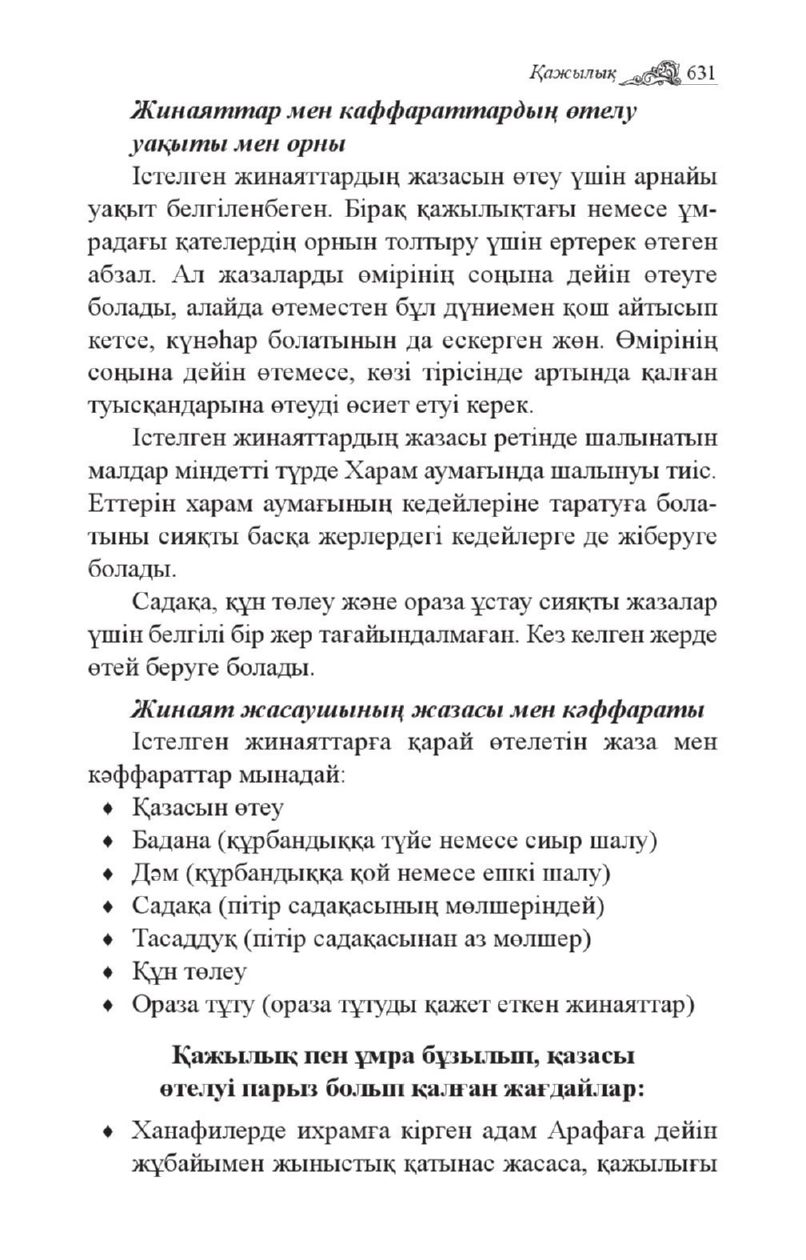 Қажылық 631
Жинаяттар мен каффараттардың өтелу
уақыты мен орны
Істелген жинаяттардың жазасын өтеу үшін арнайы
уақыт белгіленбеген. Бірақ қажылықтағы немесе ұм-
радағы қателердің орнын толтыру үшін ертерек өтеген
абзал. Ал жазаларды өмірінің соңына дейін өтеуге
болады, алайда өтеместен бұл дүниемен қош айтысып
кетсе, күнәһар болатынын да ескерген жөн. Өмірінің
соңына дейін өтемесе, көзі тірісінде артында қалған
туысқандарына өтеуді өсиет етуі керек.
Істелген жинаяттардың жазасы ретінде шалынатын
малдар міндетті түрде Харам аумағында шалынуы тиіс.
Еттерін харам аумағының кедейлеріне таратуға бола-
тыны сияқты басқа жерлердегі кедейлерге де жіберуге
болады.
Садақа, құн төлеу және ораза ұстау сияқты жазалар
үшін белгілі бір жер тағайындалмаған. Кез келген жерде
өтей беруге болады.
Жинаят жасаушының жазасы мен кәффараты
Істелген жинаяттарға қарай өтелетін жаза мен
кәффараттар мынадай:
♦ Қазасын өтеу
♦ Бадана (құрбандыққа түйе немесе сиыр шалу)
♦ Дәм (құрбандыққа қой немесе ешкі шалу)
♦ Садақа (пітір садақасының мөлшеріндей)
♦ Тасаддуқ (пітір садақасынан аз мөлшер)
♦ Құн төлеу
♦ Ораза тұту (ораза тұтуды қажет еткен жинаяттар)
Қажылық пен ұмра бұзылып, қазасы
өтелуі парыз болып қалған жағдайлар:
♦ Ханафилерде ихрамға кірген адам Арафаға дейін
жұбайымен жыныстық қатынас жасаса, қажылығы